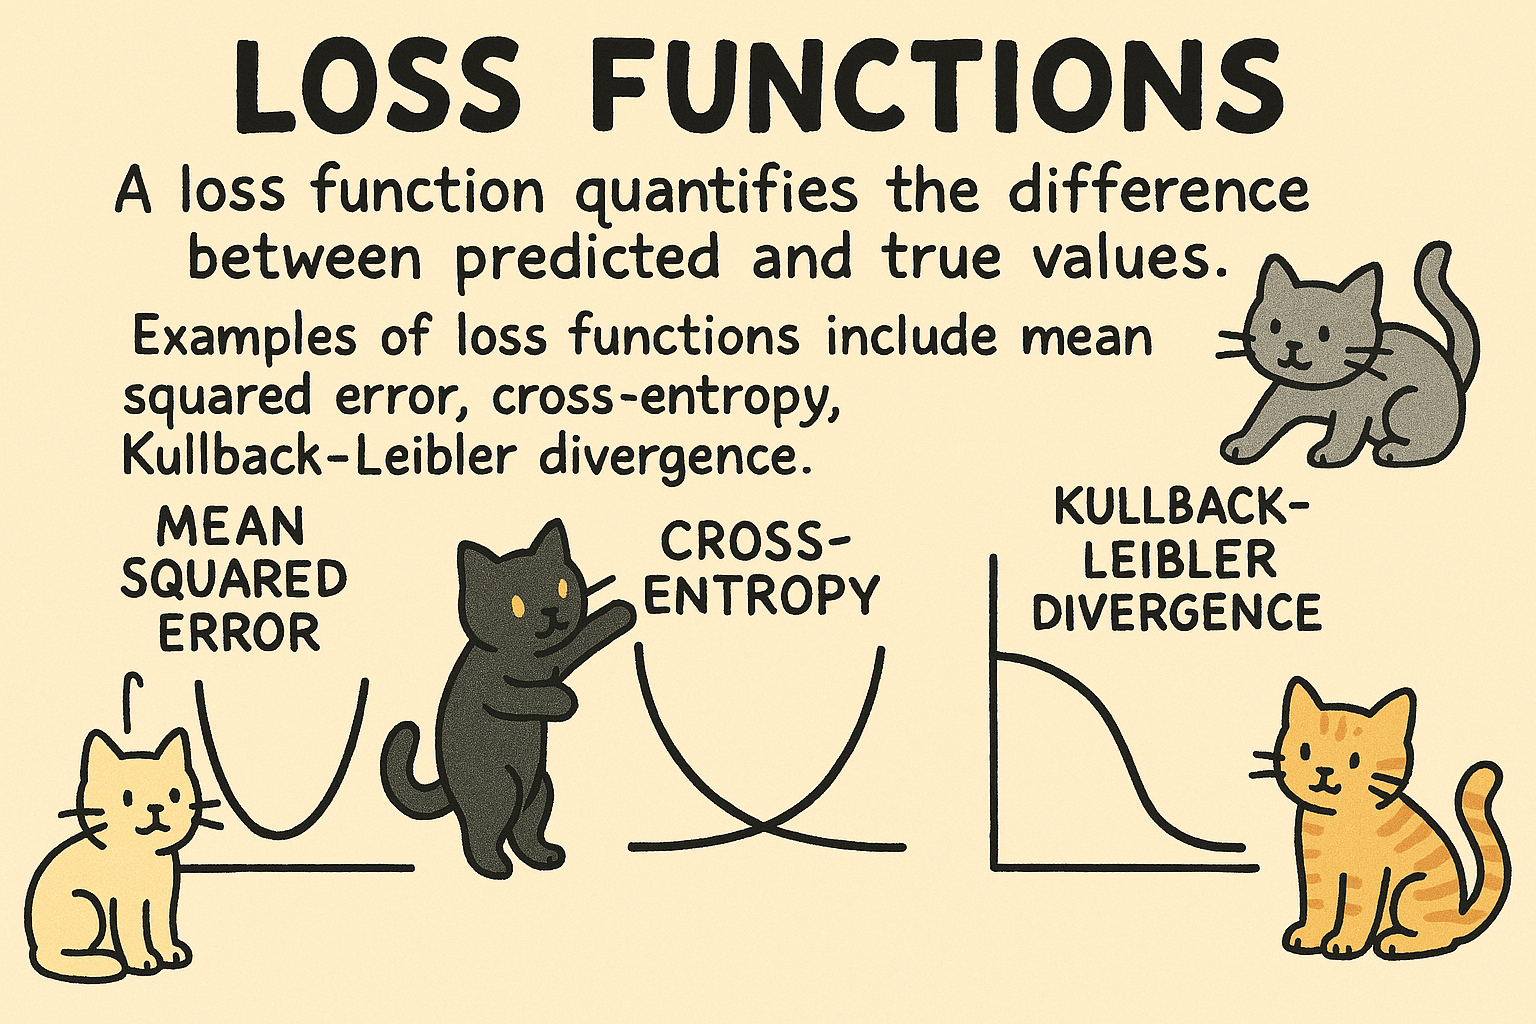 LOSS FUNCTIONS
A loss function quantifies the difference
between predicted and true values.
Examples of loss functions include mean
squared error, cross-entropy,
Kullback-Leibler divergence.
MEAN
SQUARED
ERROR
CROSS-
ENTROPY
KULLBACK-
LEIBLER
DIVERGENCE